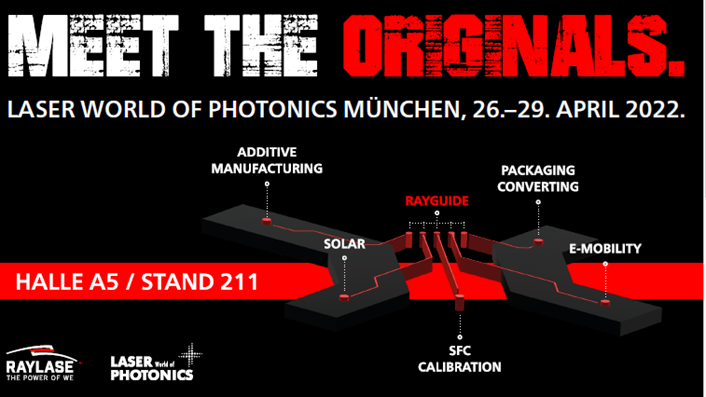 MEET THE ORIGINALS.
LASER WORLD OF PHOTONICS MÜNCHEN, 26.–29. APRIL 2022.
ADDITIVE
MANUFACTURING
PACKAGING
CONVERTING
RAYGUIDE
SOLAR
E-MOBILITY
HALLE A5 / STAND 211
SFC
CALIBRATION
RAYLASE
THE POWER OF WE
LASER World of
PHOTONICS